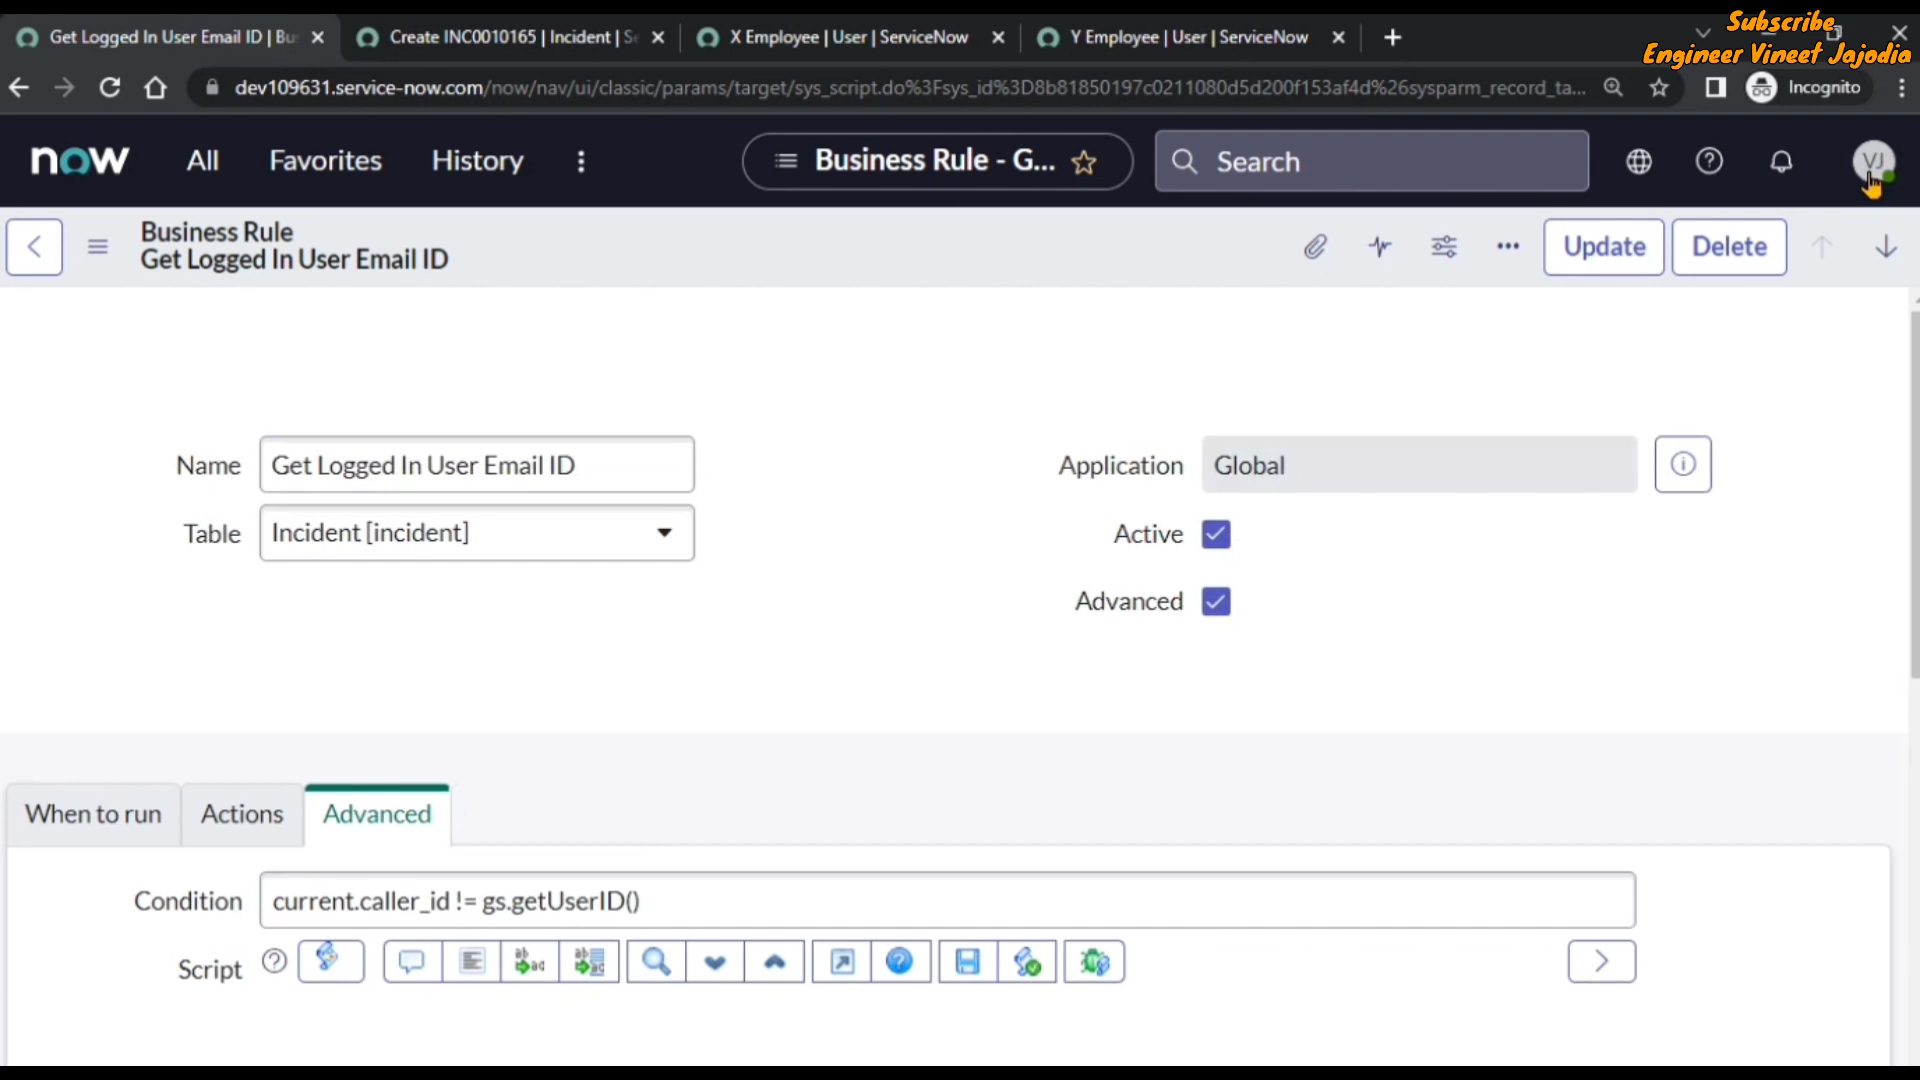 Get Logged In User Email ID | Bu
Create INC0010165 | Incident | S
X Employee | User | ServiceNow
Y Employee | User | ServiceNow
Subscribe
Engineer Vineet Jajodia
dev109631.service-now.com/now/nav/ui/classic/params/target/sys_script.do%3Fsys_id%3D8b81850197c0211080d5d200f153af4d%26sysparm_record_ta...
Incognito
now
All
Favorites
History
Business Rule - G...
Search
VJ
Business Rule
Get Logged In User Email ID
Update
Delete
Name
Get Logged In User Email ID
Application
Global
Table
Incident [incident]
Active
Advanced
When to run
Actions
Advanced
Condition
current.caller_id != gs.getUserID()
Script